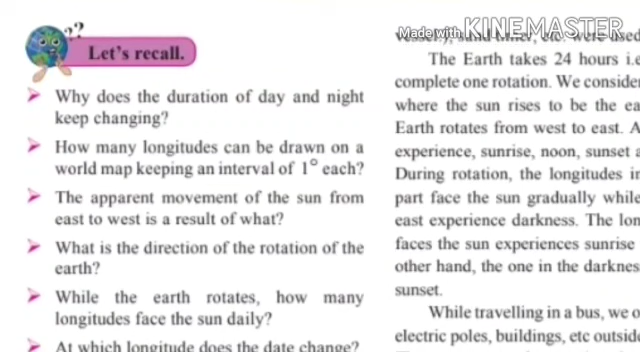 ??
Let's recall.
Why does the duration of day and night
keep changing?
How many longitudes can be drawn on a
world map keeping an interval of 1° each?
The apparent movement of the sun from
east to west is a result of what?
What is the direction of the rotation of the
earth?
While the earth rotates, how many
longitudes face the sun daily?
At which longitude does the date change?
Made with KINEMASTER
etc. were used
The Earth takes 24 hours i.e
complete one rotation. We consider
where the sun rises to be the ea
Earth rotates from west to east. A
experience, sunrise, noon, sunset a
During rotation, the longitudes in
part face the sun gradually while
east experience darkness. The lon
faces the sun experiences sunrise
other hand, the one in the darknes
sunset.
While travelling in a bus, we o
electric poles, buildings, etc outside